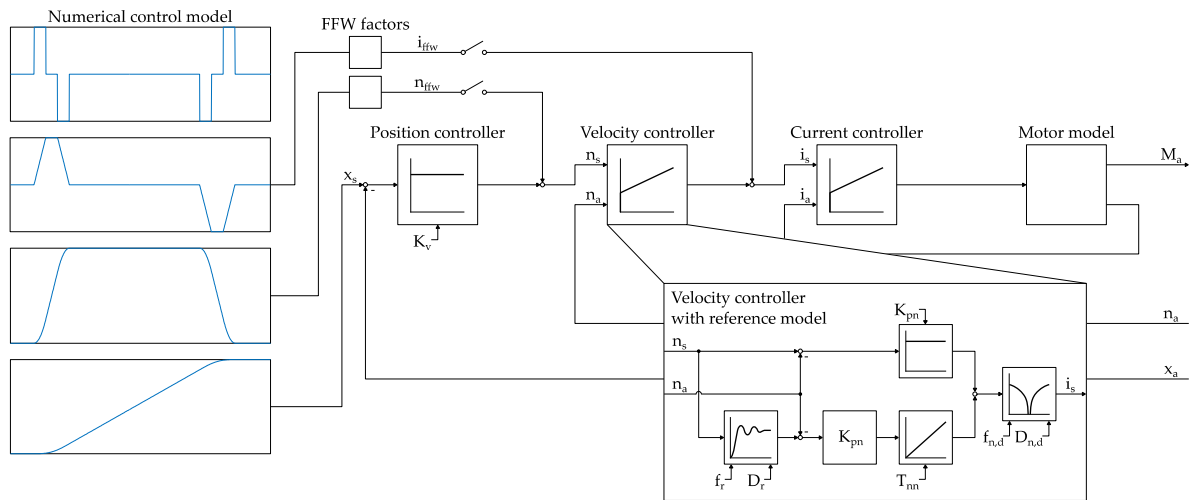 Numerical control model
FFW factors
i_ffw
n_ffw
Position controller
Velocity controller
Current controller
Motor model
x_s
-
K_v
n_s
n_a
i_s
i_a
M_a
Velocity controller
with reference model
K_pn
n_s
-
n_a
i_s
n_a
x_a
-
K_pn
f_r
D_r
T_nn
f_n,d
D_n,d